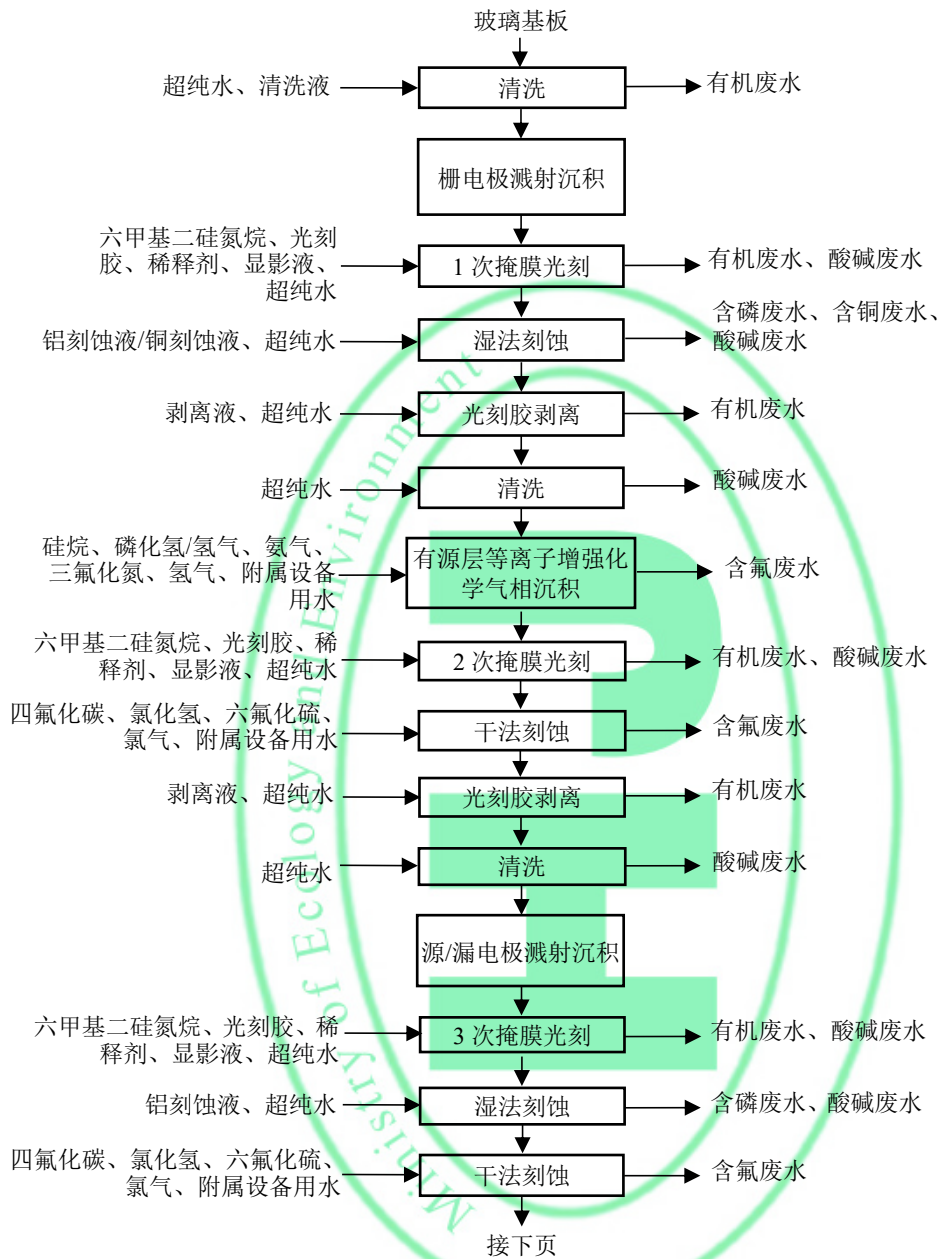 玻璃基板
超纯水、清洗液
清洗
有机废水
栅电极溅射沉积
六甲基二硅氮烷、光刻
胶、稀释剂、显影液、
超纯水
1 次掩膜光刻
有机废水、酸碱废水
铝刻蚀液/铜刻蚀液、超纯水
湿法刻蚀
含磷废水、含铜废水、
酸碱废水
剥离液、超纯水
光刻胶剥离
有机废水
超纯水
清洗
酸碱废水
硅烷、磷化氢/氢气、氨气、
三氟化氮、氢气、附属设备
用水
有源层等离子增强化
学气相沉积
含氟废水
六甲基二硅氮烷、光刻胶、稀
释剂、显影液、超纯水
2 次掩膜光刻
有机废水、酸碱废水
四氟化碳、氯化氢、六氟化硫、
氯气、附属设备用水
干法刻蚀
含氟废水
剥离液、超纯水
光刻胶剥离
有机废水
超纯水
清洗
酸碱废水
源/漏电极溅射沉积
六甲基二硅氮烷、光刻胶、稀
释剂、显影液、超纯水
3 次掩膜光刻
有机废水、酸碱废水
铝刻蚀液、超纯水
湿法刻蚀
含磷废水、酸碱废水
四氟化碳、氯化氢、六氟化硫、
氯气、附属设备用水
干法刻蚀
含氟废水
接下页
Ministry of Ecology and Environment